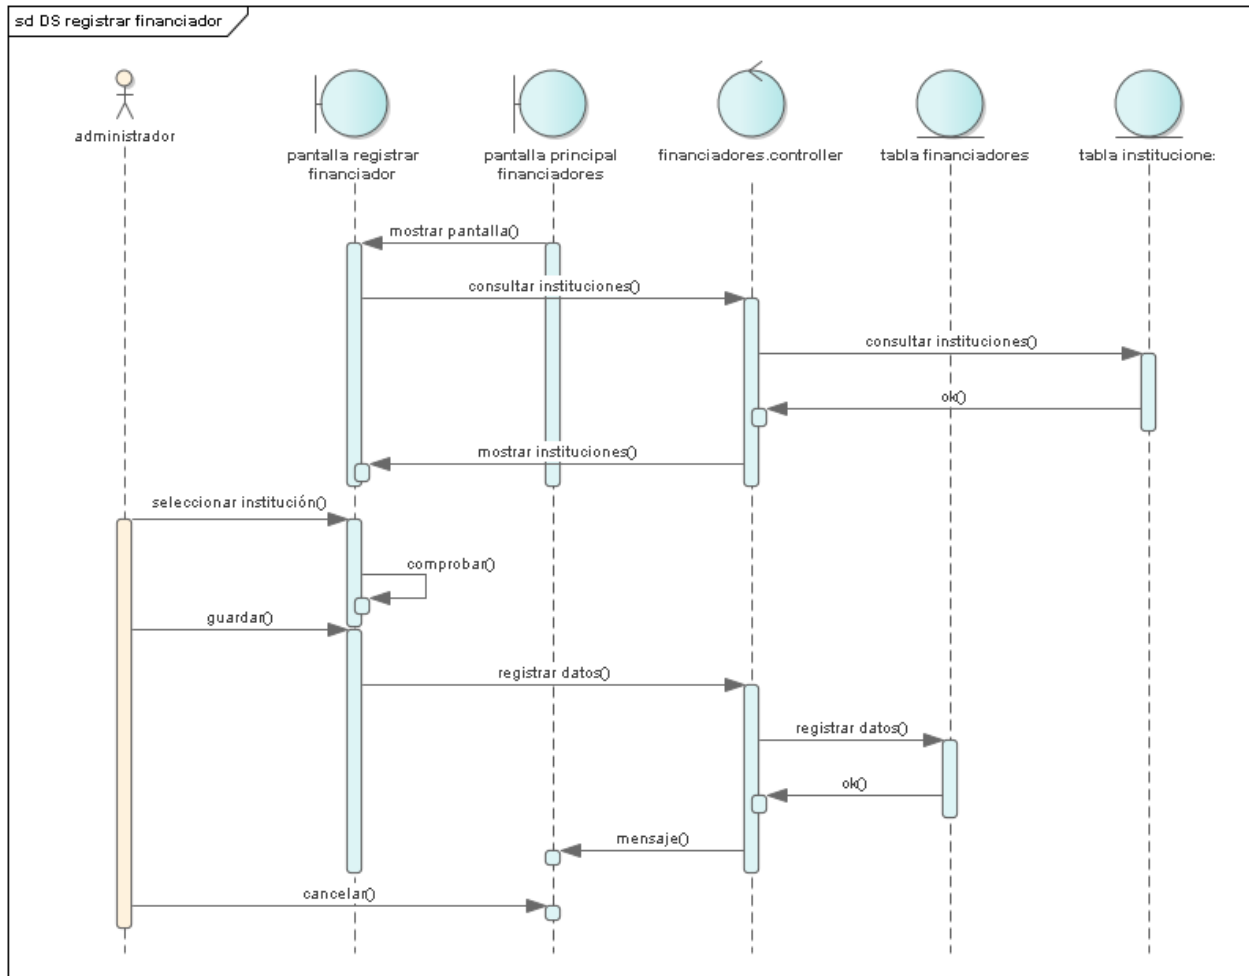 sd DS registrar financiador
administrador
pantalla registrar
financiador
pantalla principal
financiadores
financiadores.controller
tabla financiadores
tabla institucione:
mostrar pantalla()
consultar instituciones()
consultar instituciones()
ok()
mostrar instituciones()
seleccionar institución()
comprobar()
guardar()
registrar datos()
registrar datos()
ok()
mensaje()
cancelar()